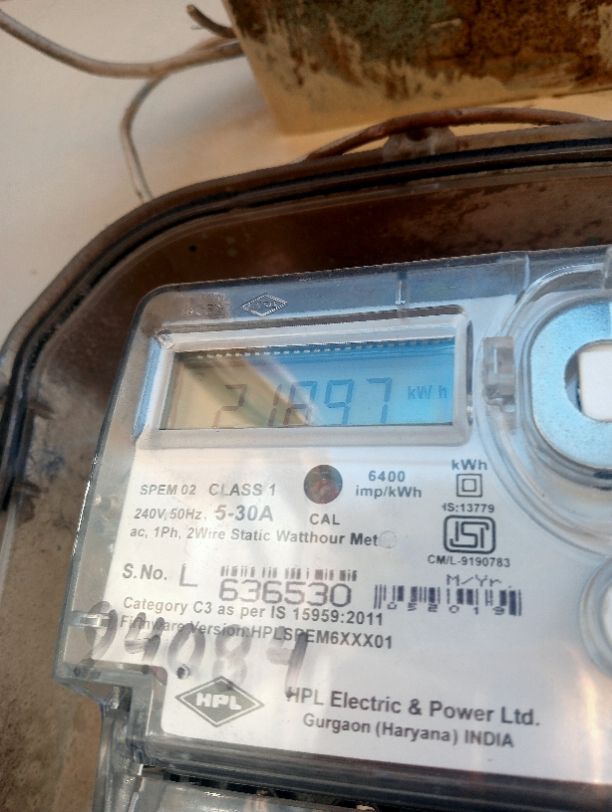 21897 kWh
SPEM 02 CLASS 1
6400 imp/kWh
kWh
240V, 50Hz, 5-30A
CAL
IS:13779
ac, 1Ph, 2Wire Static Watthour Met
CM/L-9190783
S.No. L 636530
M/Yr.
052019
Category C3 as per IS 15959:2011
Firmware Version:HPLSPEM6XXX01
HPL
HPL Electric & Power Ltd.
Gurgaon (Haryana) INDIA